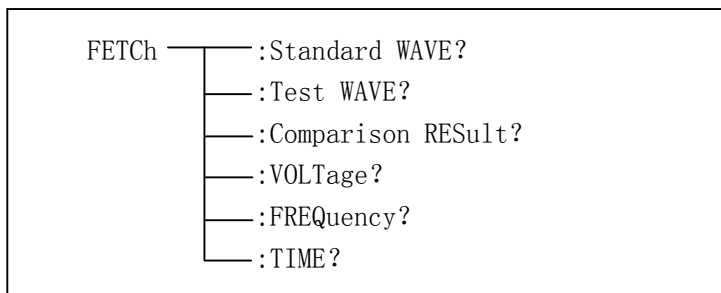 FETCh :Standard WAVE?
:Test WAVE?
:Comparison RESult?
:VOLTage?
:FREQuency?
:TIME?